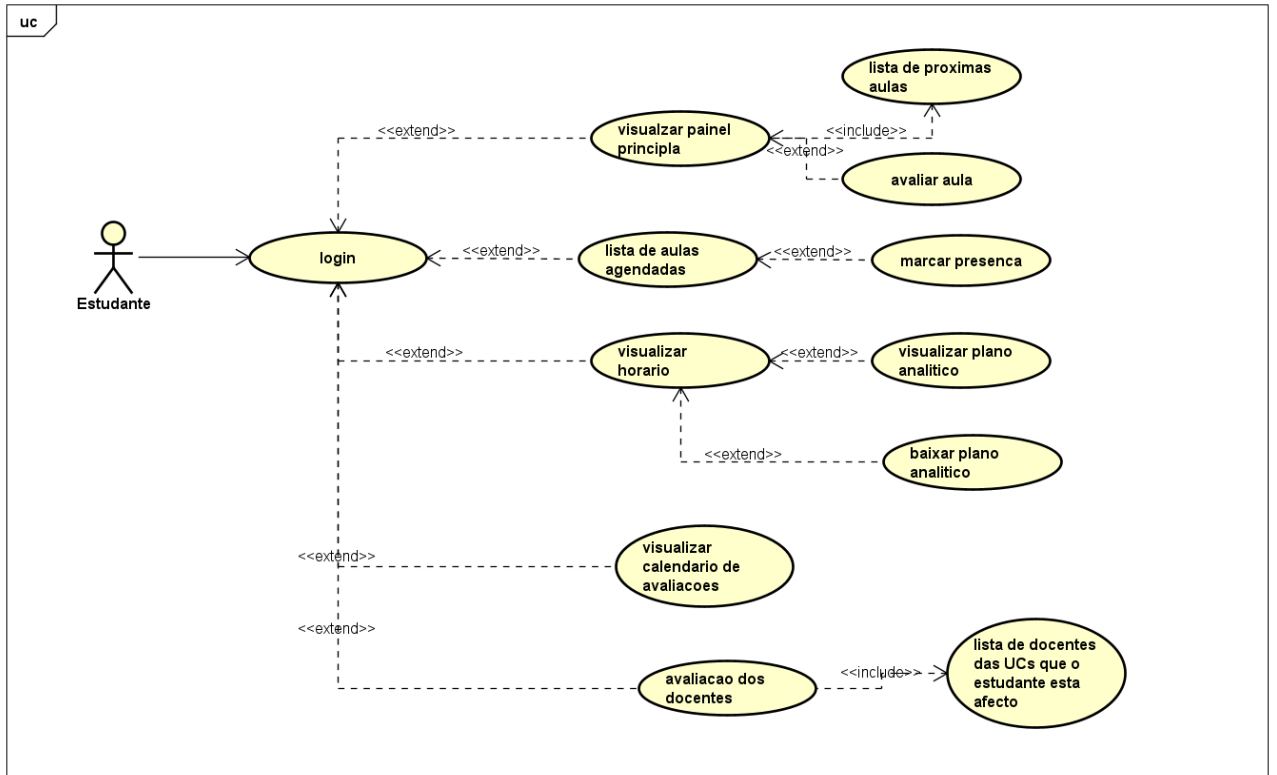 uc
lista de proximas
aulas
<<extend>>
visualzar painel
principla
<<include>>
<<extend>>
avaliar aula
login
<<extend>>
lista de aulas
agendadas
<<extend>>
marcar presenca
Estudante
<<extend>>
visualizar
horario
<<extend>>
visualizar plano
analitico
<<extend>>
baixar plano
analitico
<<extend>>
visualizar
calendario de
avaliacoes
<<extend>>
avaliacao dos
docentes
<<include>>
lista de docentes
das UCs que o
estudante esta
afecto